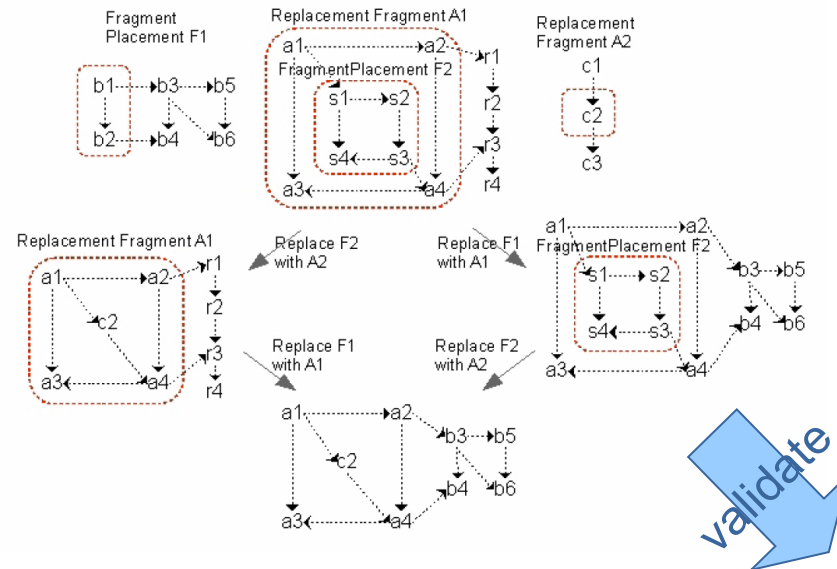 Fragment
Placement F1
b1 b3 b5
b2 b4 b6
Replacement Fragment A1
a1 a2 r1
FragmentPlacement F2
s1 s2 r2
s4 s3 r3
a3 a4 r4
Replacement
Fragment A2
c1
c2
c3
Replacement Fragment A1
a1 a2 r1
c2 r2
r3
a3 a4 r4
Replace F2
with A2
Replace F1
with A1
a1 a2
FragmentPlacement F2
s1 s2 b3 b5
s4 s3 b4 b6
a3 a4
Replace F1
with A1
Replace F2
with A2
a1 a2
b3 b5
c2
b4 b6
a3 a4
validate